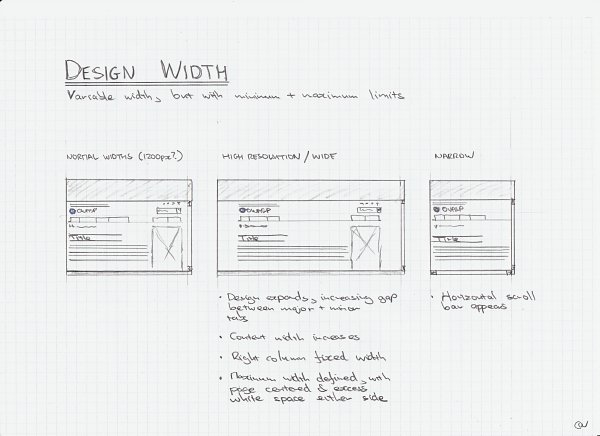 DESIGN WIDTH
Variable width, but with minimum + maximum limits
NORMAL WIDTHS (1200px?)
HIGH RESOLUTION / WIDE
NARROW
OWASP
Title
OWASP
Title
OWASP
Title
• Design expands, increasing gap
between major + minor
tabs
• Content width increases
• Right column fixed width
• Maximum width defined, with
page centered & excess
white space either side
• Horizontal scroll
bar appears